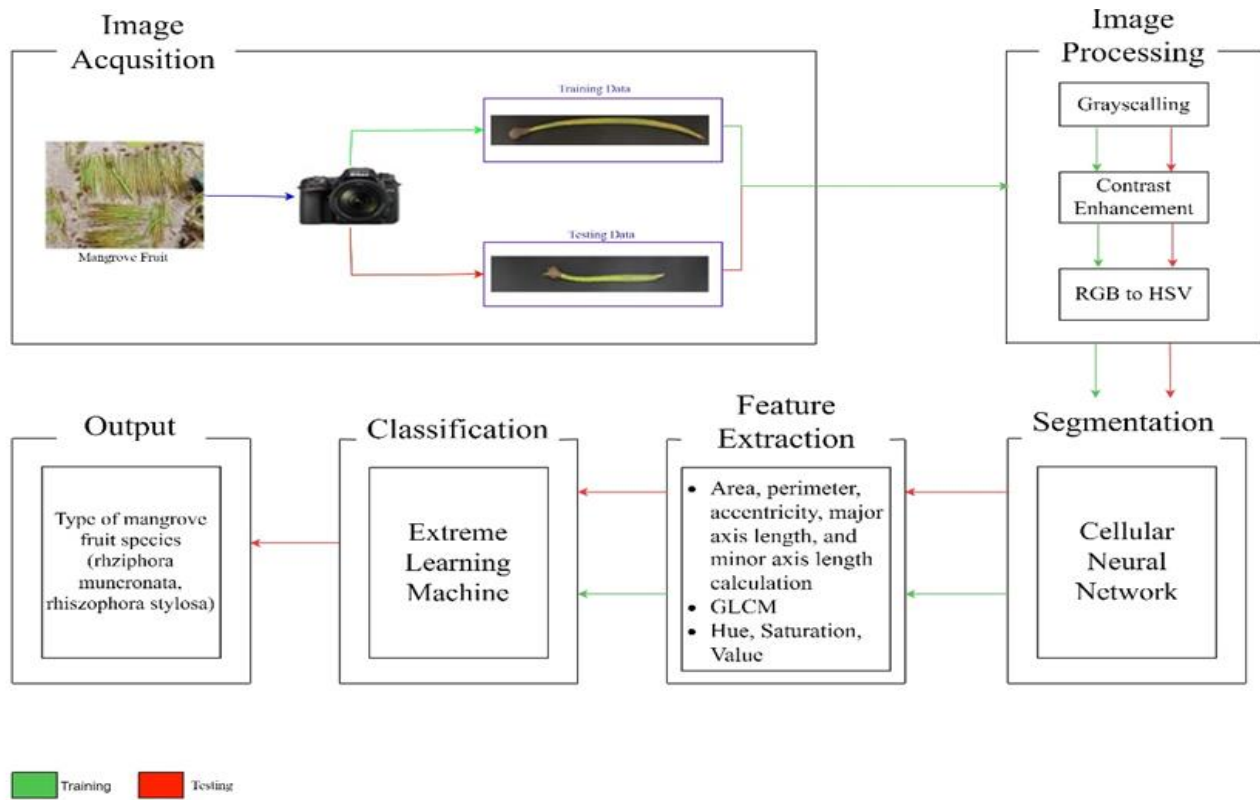 Image
Acqusition
Training Data
Mangrove Fruit
Testing Data
Image
Processing
Grayscalling
Contrast
Enhancement
RGB to HSV
Segmentation
Cellular
Neural
Network
Feature
Extraction
• Area, perimeter,
accentricity, major
axis length, and
minor axis length
calculation
• GLCM
• Hue, Saturation,
Value
Classification
Extreme
Learning
Machine
Output
Type of mangrove
fruit species
(rhziphora
muncronata,
rhiszophora stylosa)
Training
Testing